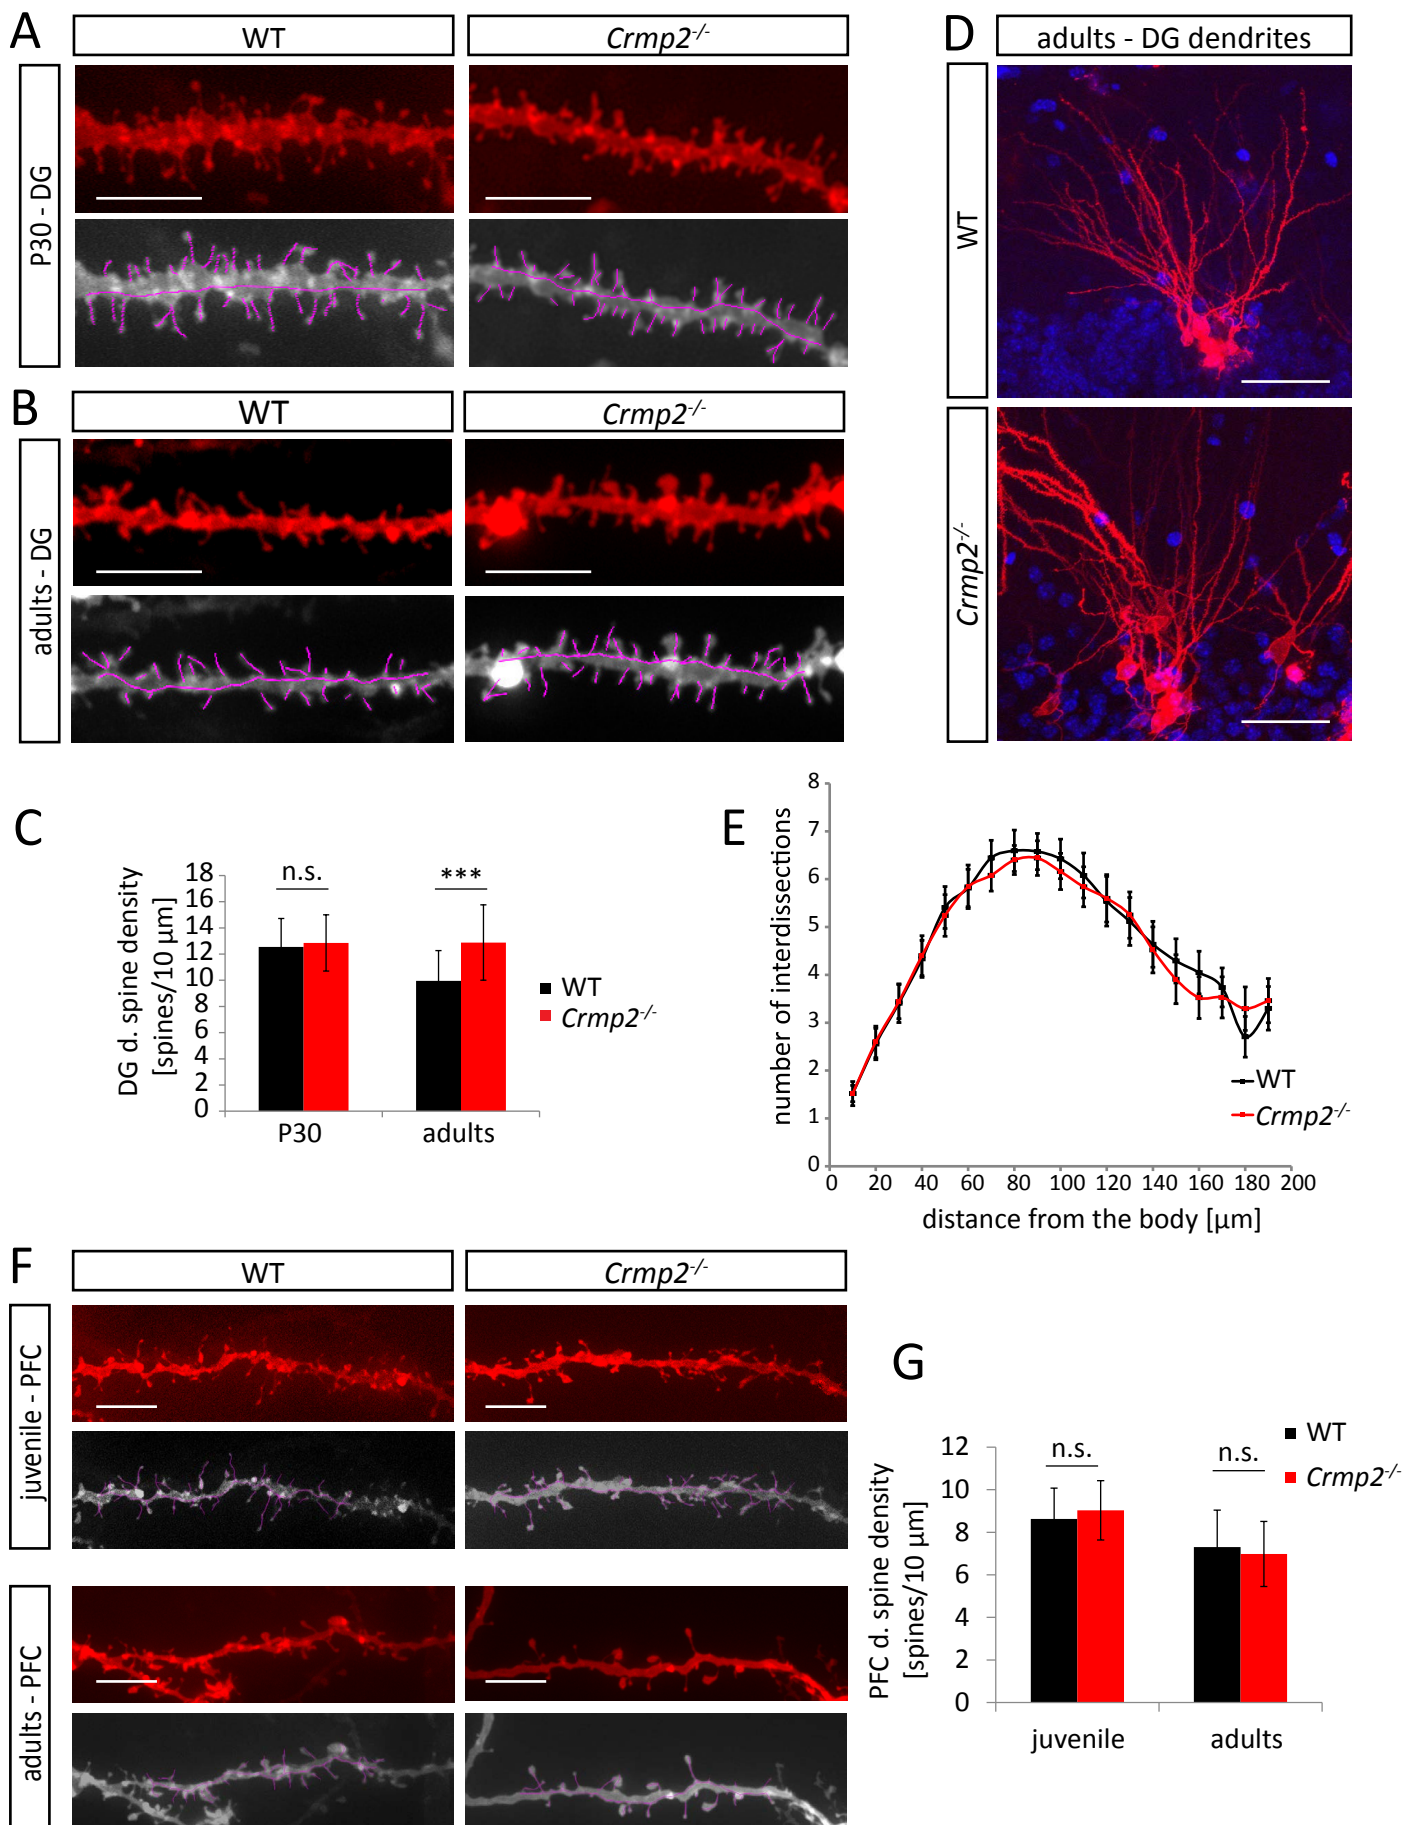 A
WT
Crmp2-/-
P30 - DG
B
WT
Crmp2-/-
adults - DG
D
adults - DG dendrites
WT
Crmp2-/-
C
DG d. spine density
[spines/10 µm]
18
16
14
12
10
8
6
4
2
0
n.s.
***
P30
adults
WT
Crmp2-/-
E
number of interdissections
8
7
6
5
4
3
2
1
0
0 20 40 60 80 100 120 140 160 180 200
distance from the body [µm]
WT
Crmp2-/-
F
WT
Crmp2-/-
juvenile - PFC
adults - PFC
G
PFC d. spine density
[spines/10 µm]
12
10
8
6
4
2
0
n.s.
n.s.
juvenile
adults
WT
Crmp2-/-